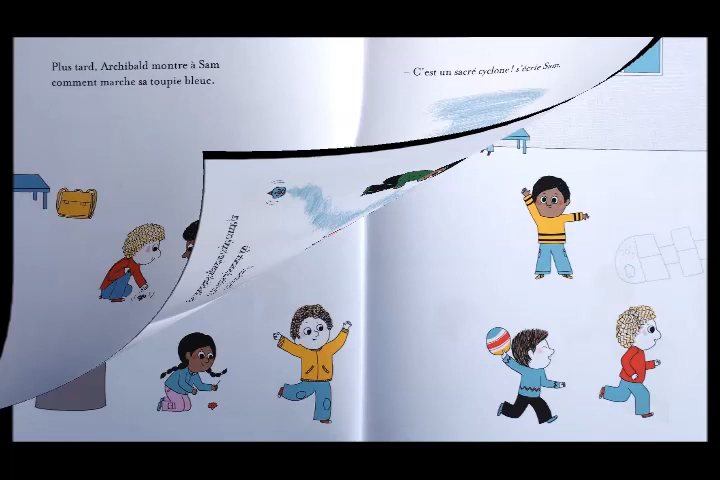 Plus tard, Archibald montre à Sam
comment marche sa toupie bleue.
– C'est un sacré cyclone ! s'écrie Sam.